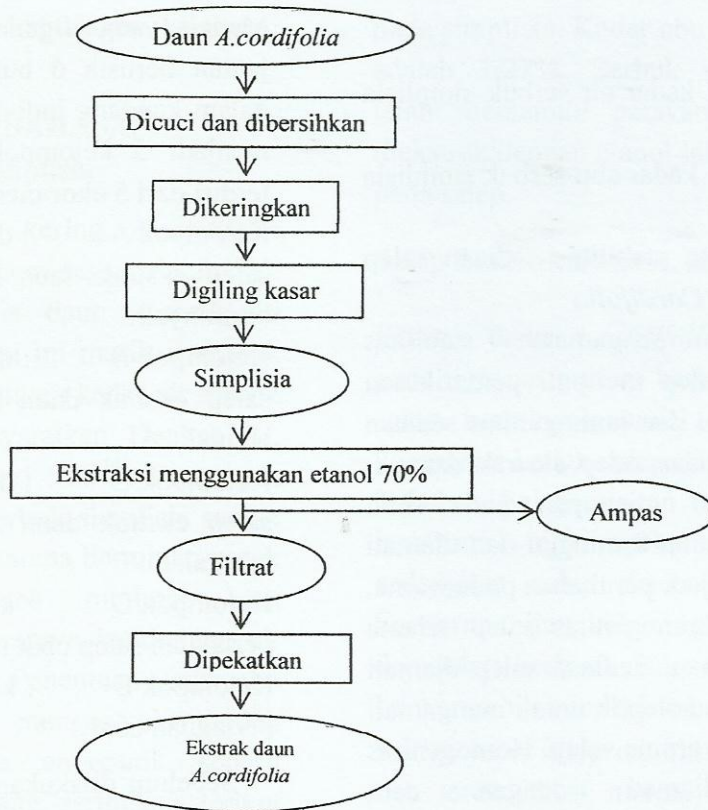 Daun A.cordifolia
Dicuci dan dibersihkan
Dikeringkan
Digiling kasar
Simplisia
Ekstraksi menggunakan etanol 70%
Ampas
Filtrat
Dipekatkan
Ekstrak daun
A.cordifolia